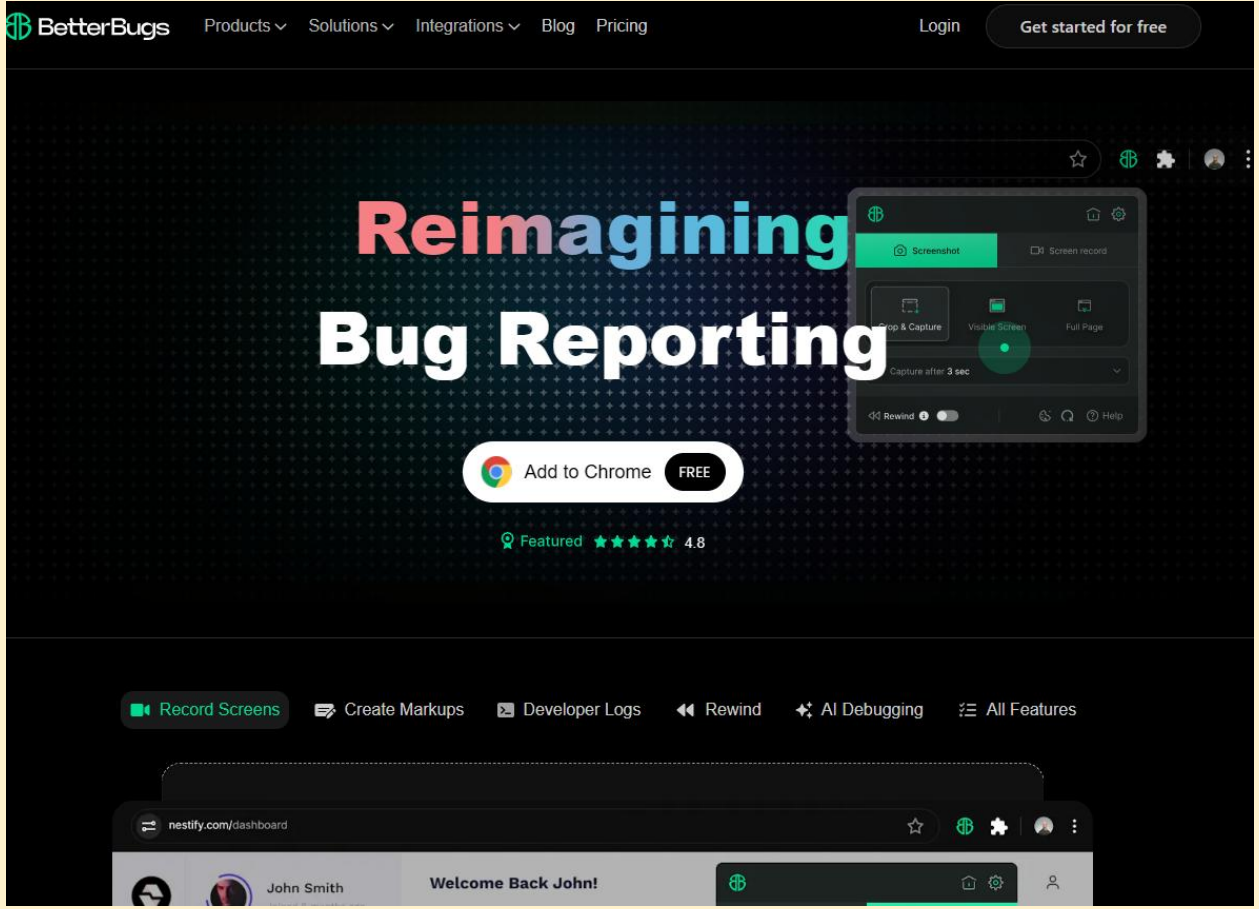 BetterBugs Products Solutions Integrations Blog Pricing Login Get started for free
Reimagining
Bug Reporting
Screenshot Screen record
Crop & Capture Visible Screen Full Page
Capture after 3 sec
Rewind Help
Add to Chrome FREE
Featured 4.8
Record Screens Create Markups Developer Logs Rewind AI Debugging All Features
nestify.com/dashboard
John Smith Welcome Back John!